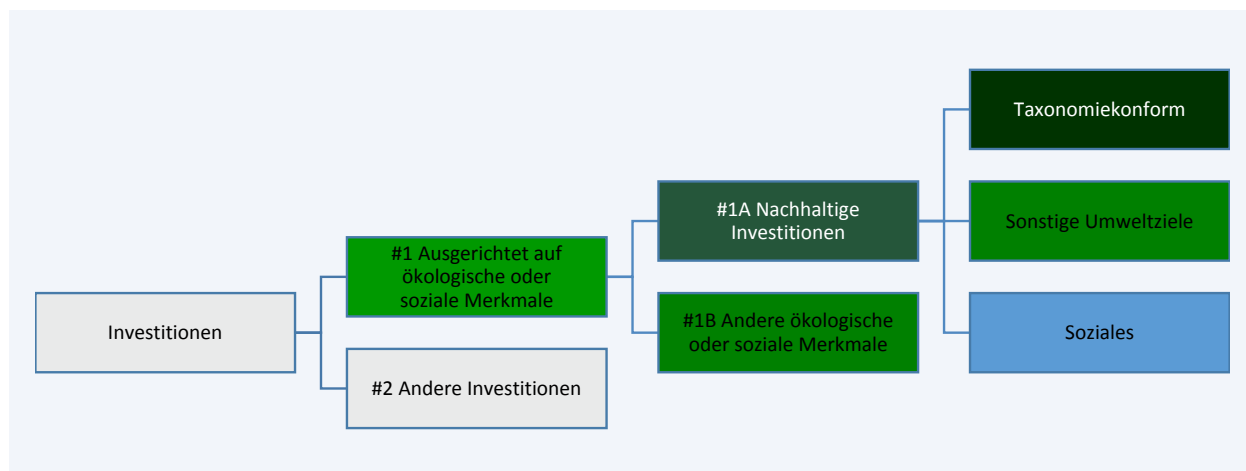 Investitionen
#1 Ausgerichtet auf
ökologische oder
soziale Merkmale
#2 Andere Investitionen
#1A Nachhaltige
Investitionen
#1B Andere ökologische
oder soziale Merkmale
Taxonomiekonform
Sonstige Umweltziele
Soziales